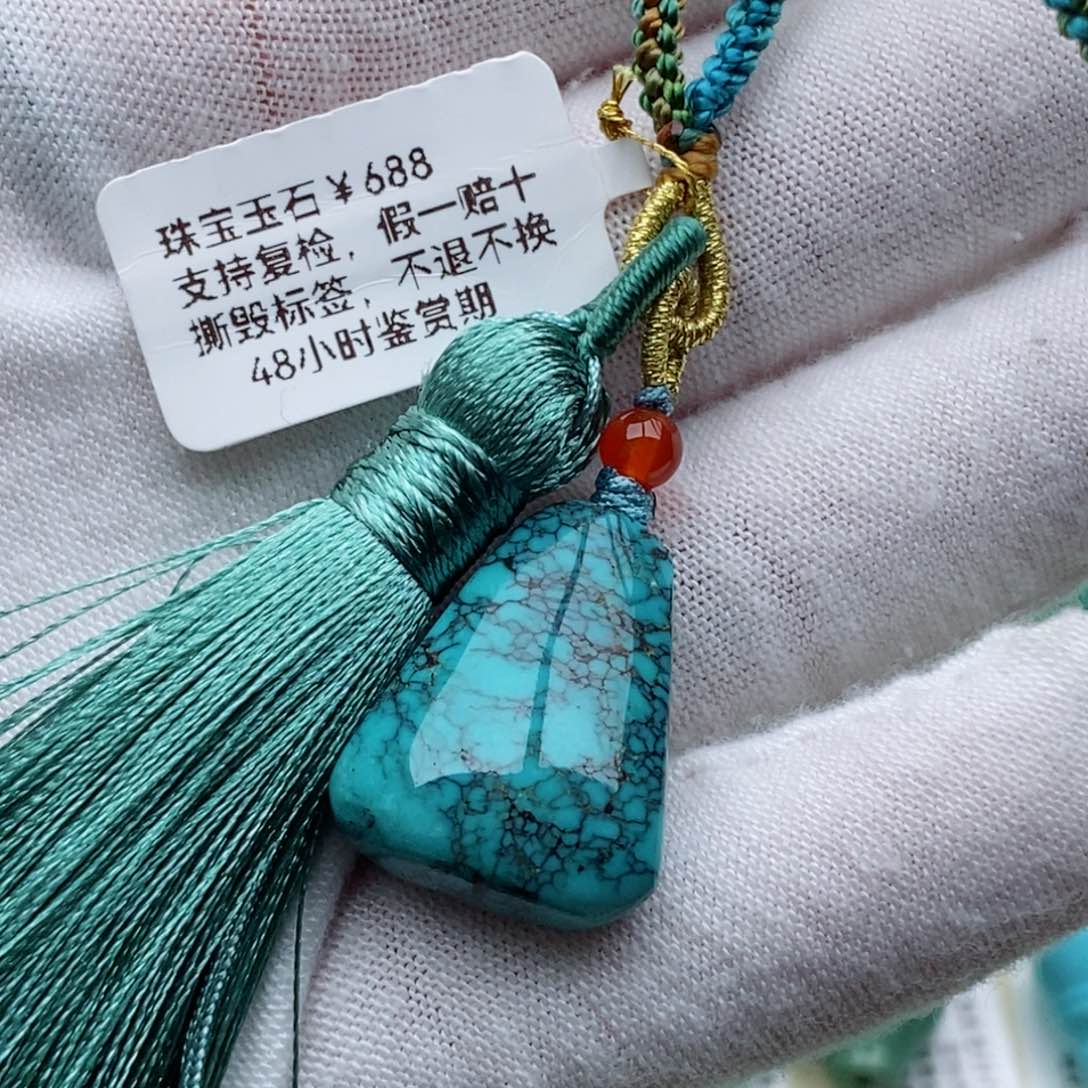 珠宝玉石￥688
支持复检，假一赔十
撕毁标签，不退不换
48小时鉴赏期